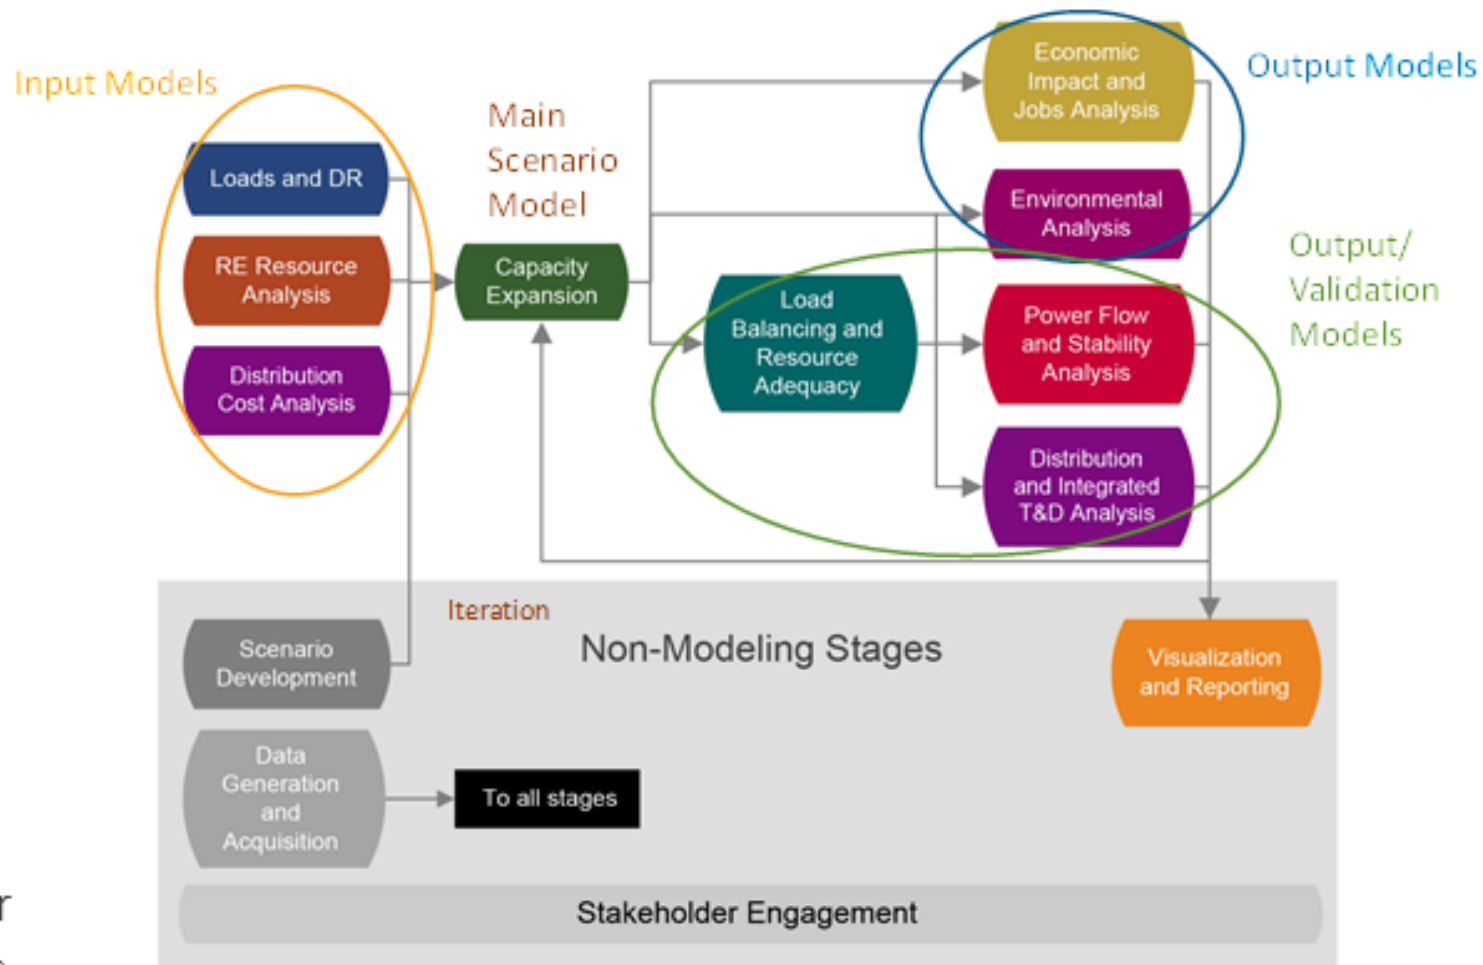 Input Models
Loads and DR
RE Resource
Analysis
Distribution
Cost Analysis
Main
Scenario
Model
Capacity
Expansion
Economic
Impact and
Jobs Analysis
Output Models
Environmental
Analysis
Output/
Validation
Models
Load
Balancing and
Resource
Adequacy
Power Flow
and Stability
Analysis
Distribution
and Integrated
T&D Analysis
Iteration
Non-Modeling Stages
Scenario
Development
Visualization
and Reporting
Data
Generation
and
Acquisition
To all stages
r
Stakeholder Engagement